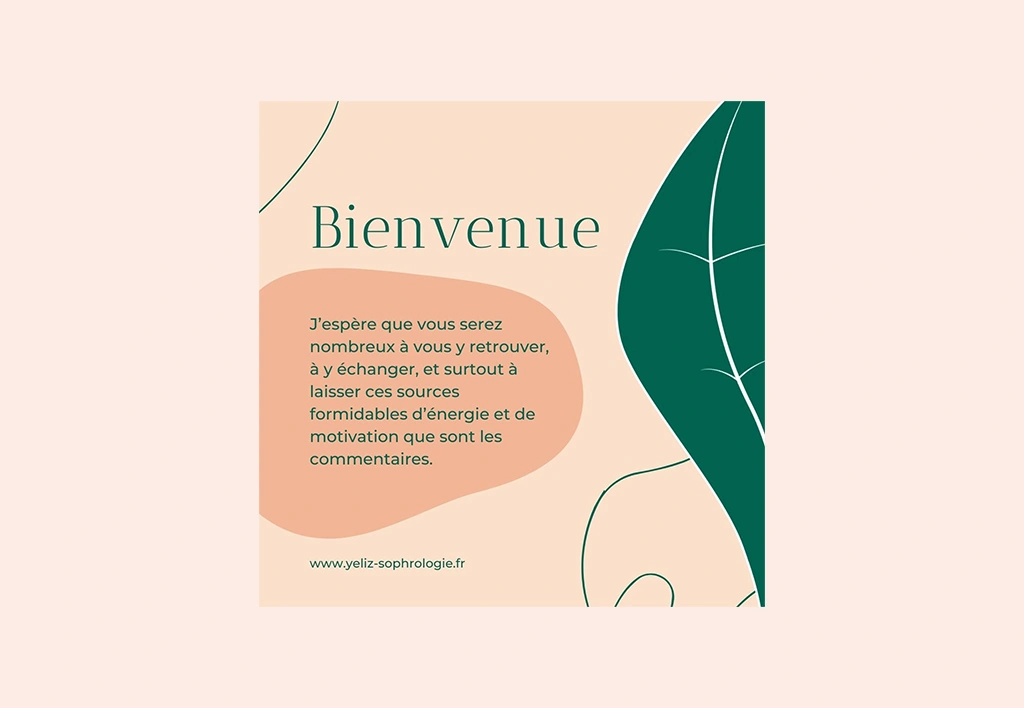 Bienvenue
J’espère que vous serez
nombreux à vous y retrouver,
à y échanger, et surtout à
laisser ces sources
formidables d’énergie et de
motivation que sont les
commentaires.
www.yeliz-sophrologie.fr